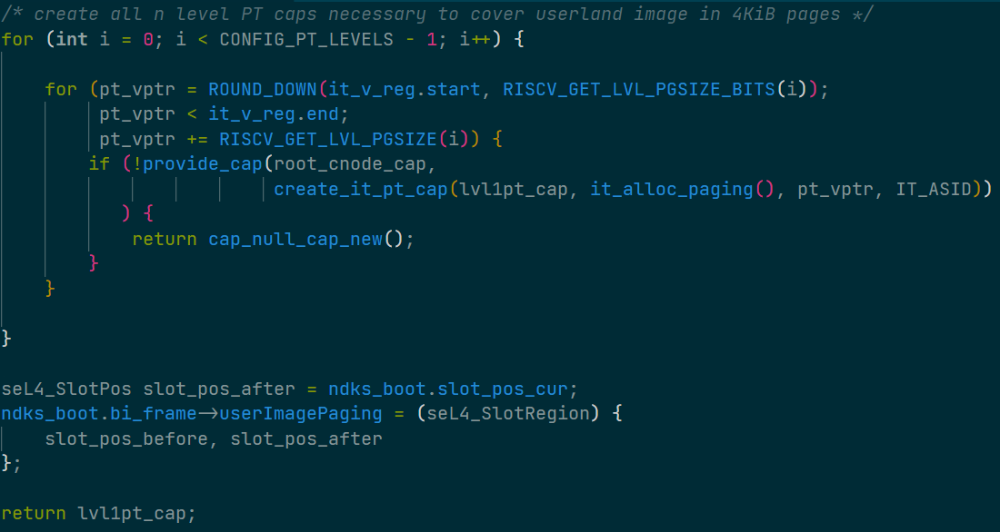 /* create all n level PT caps necessary to cover userland image in 4KiB pages */
for (int i = 0; i < CONFIG_PT_LEVELS - 1; i++) {
for (pt_vptr = ROUND_DOWN(it_v_reg.start, RISCV_GET_LVL_PGSIZE_BITS(i));
pt_vptr < it_v_reg.end;
pt_vptr += RISCV_GET_LVL_PGSIZE(i)) {
if (!provide_cap(root_cnode_cap,
create_it_pt_cap(lvl1pt_cap, it_alloc_paging(), pt_vptr, IT_ASID))
) {
return cap_null_cap_new();
}
}
}
seL4_SlotPos slot_pos_after = ndks_boot.slot_pos_cur;
ndks_boot.bi_frame->userImagePaging = (seL4_SlotRegion) {
slot_pos_before, slot_pos_after
};
return lvl1pt_cap;